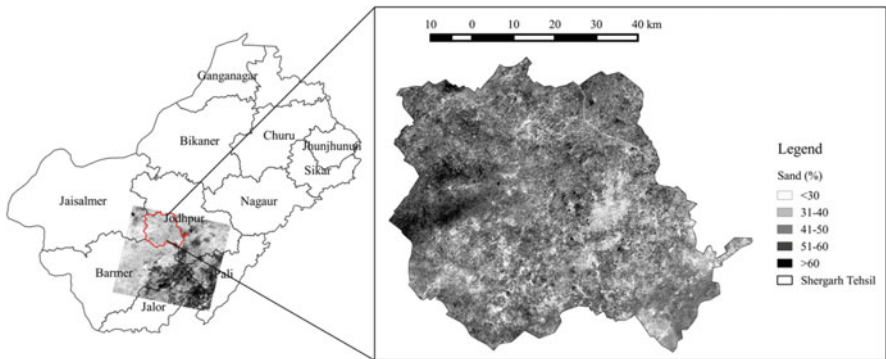 Ganganagar
Bikaner
Churu
Jhunjhunun
Sikar
Jaisalmer
Nagaur
Jodhpur
Barmer
Pali
Jalor
10 0 10 20 30 40 km
Legend
Sand (%)
<30
31-40
41-50
51-60
>60
Shergarh Tehsil